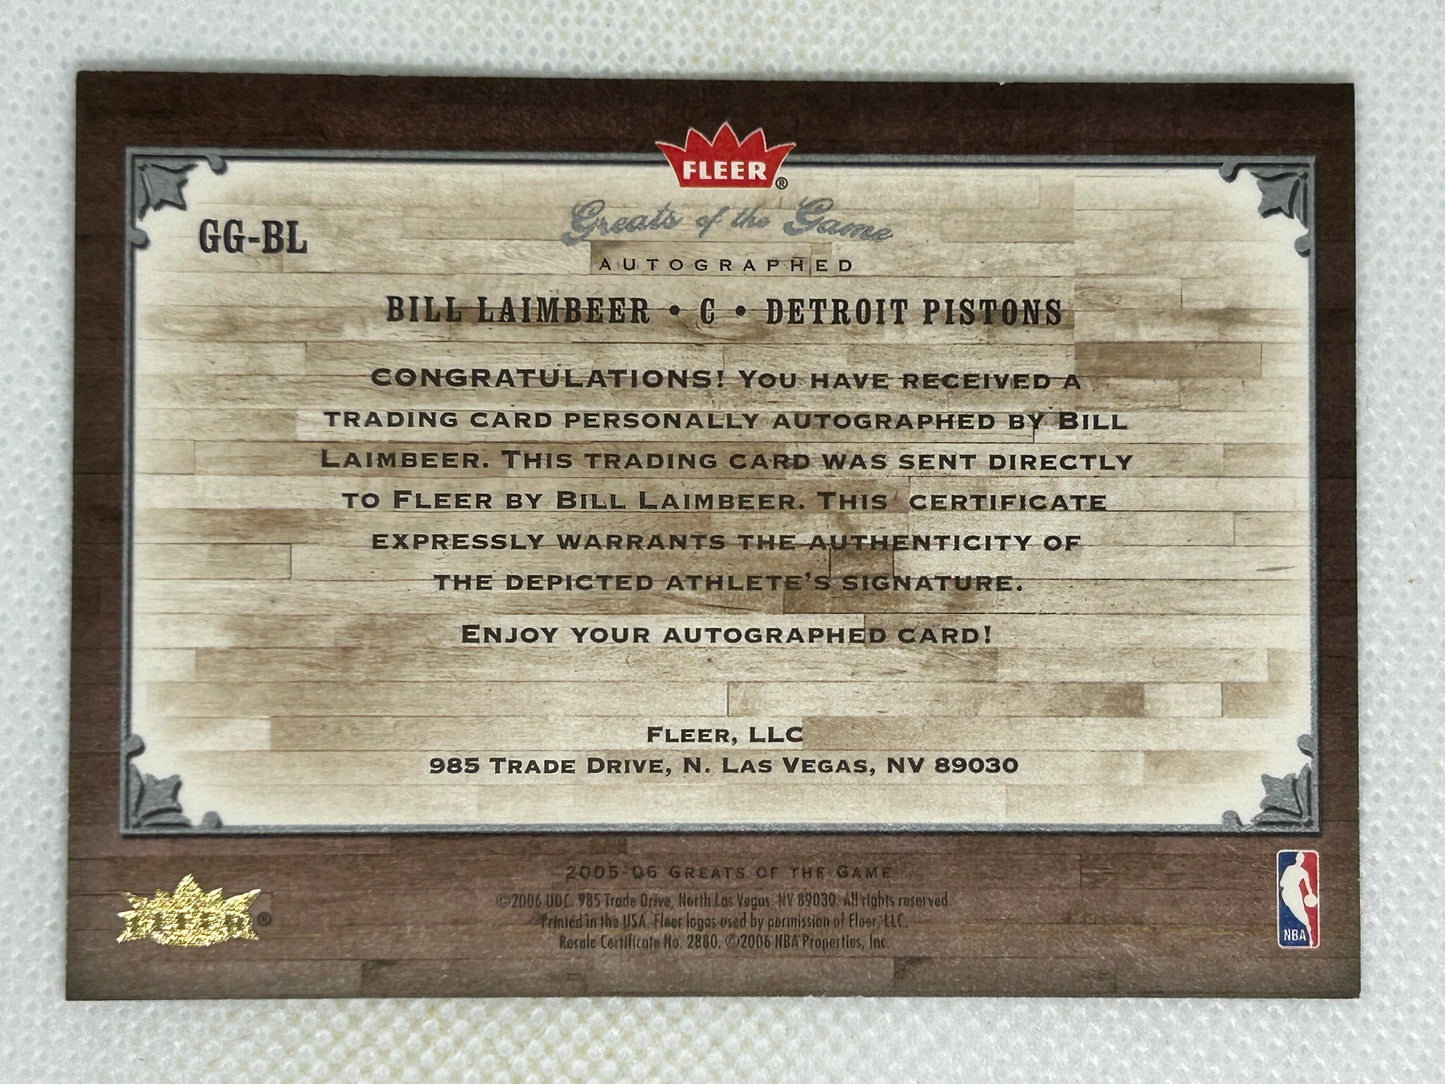 FLEER®
Greats of the Game
AUTOGRAPHED
GG-BL
BILL LAIMBEER • C • DETROIT PISTONS
CONGRATULATIONS! YOU HAVE RECEIVED A
TRADING CARD PERSONALLY AUTOGRAPHED BY BILL
LAIMBEER. THIS TRADING CARD WAS SENT DIRECTLY
TO FLEER BY BILL LAIMBEER. THIS CERTIFICATE
EXPRESSLY WARRANTS THE AUTHENTICITY OF
THE DEPICTED ATHLETE'S SIGNATURE.
ENJOY YOUR AUTOGRAPHED CARD!
FLEER, LLC
985 TRADE DRIVE, N. LAS VEGAS, NV 89030
2005-06 GREATS OF THE GAME
©2006 UDC. 985 Trade Drive, North Las Vegas, NV 89030. All rights reserved.
Printed in the USA. Fleer logos used by permission of Fleer, LLC.
Resale Certificate No. 2880. ©2006 NBA Properties, Inc.
FLEER®
NBA